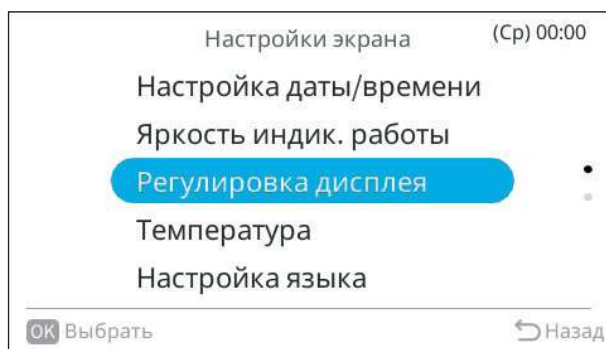 Настройки экрана (Ср) 00:00
Настройка даты/времени
Яркость индик. работы
Регулировка дисплея
Температура
Настройка языка
OK Выбрать Назад